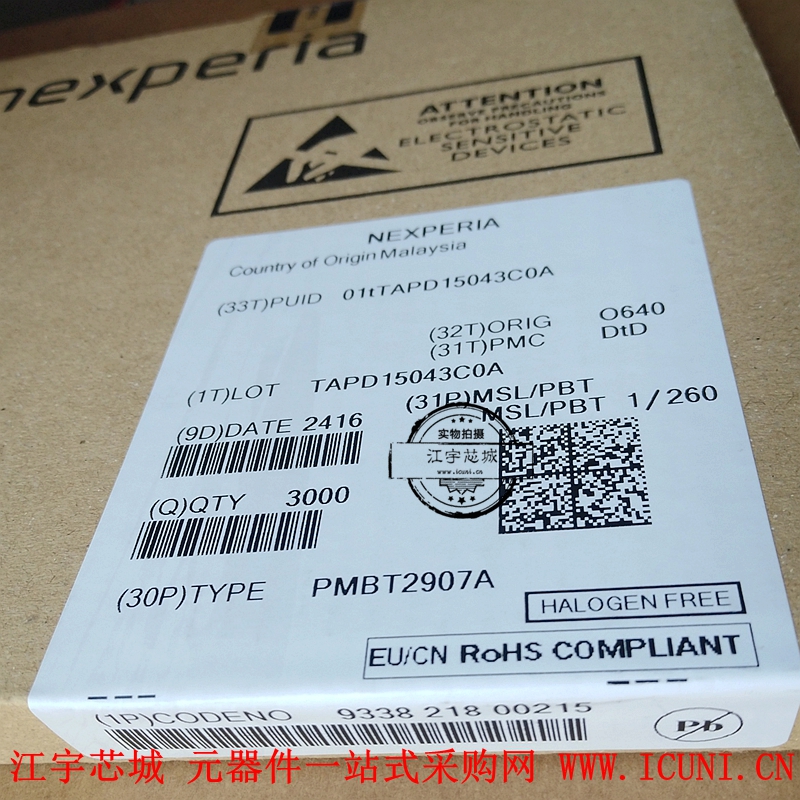 nexperia
ATTENTION
OBSERVE PRECAUTIONS
FOR HANDLING
ELECTROSTATIC
SENSITIVE
DEVICES
NEXPERIA
Country of Origin Malaysia
(33T)PUID 01tTAPD15043C0A
(32T)ORIG O640
(31T)PMC DtD
(1T)LOT TAPD15043C0A
(31P)MSL/PBT
MSL/PBT 1/260
(9D)DATE 2416
实物拍摄
江宇芯城
www.icuni.cn
(Q)QTY 3000
(30P)TYPE PMBT2907A
HALOGEN FREE
EU/CN RoHS COMPLIANT
(1P)CODENO 9338 218 00215
Pb
江宇芯城 元器件一站式采购网 WWW.ICUNI.CN